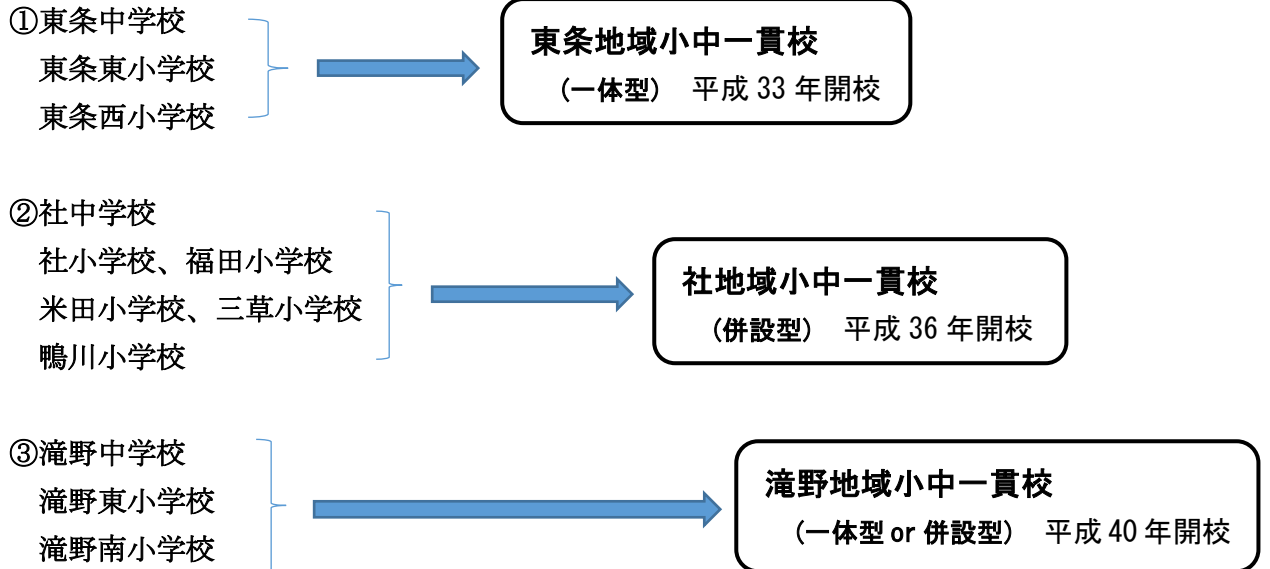 ①東条中学校
東条東小学校
東条西小学校
東条地域小中一貫校
(一体型) 平成 33 年開校
②社中学校
社小学校、福田小学校
米田小学校、三草小学校
鴨川小学校
社地域小中一貫校
(併設型) 平成 36 年開校
③滝野中学校
滝野東小学校
滝野南小学校
滝野地域小中一貫校
(一体型 or 併設型) 平成 40 年開校